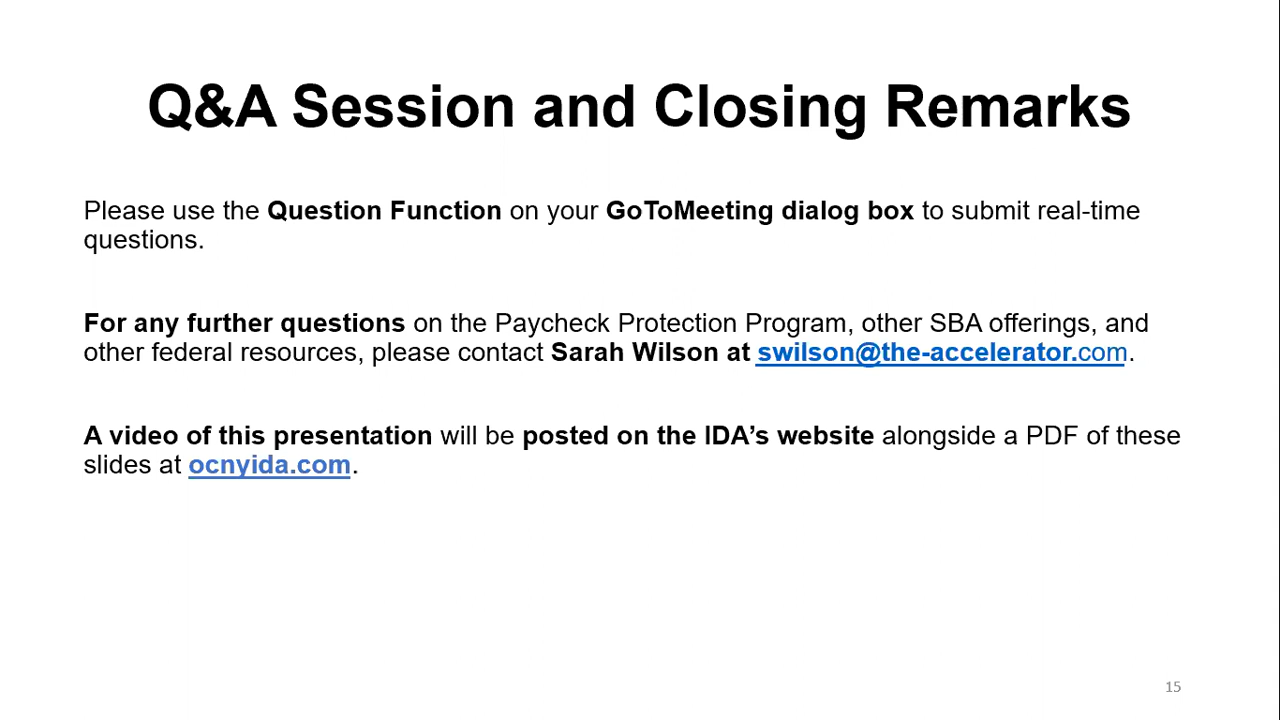 Q&A Session and Closing Remarks
Please use the Question Function on your GoToMeeting dialog box to submit real-time
questions.
For any further questions on the Paycheck Protection Program, other SBA offerings, and
other federal resources, please contact Sarah Wilson at swilson@the-accelerator.com.
A video of this presentation will be posted on the IDA’s website alongside a PDF of these
slides at ocnyida.com.
15